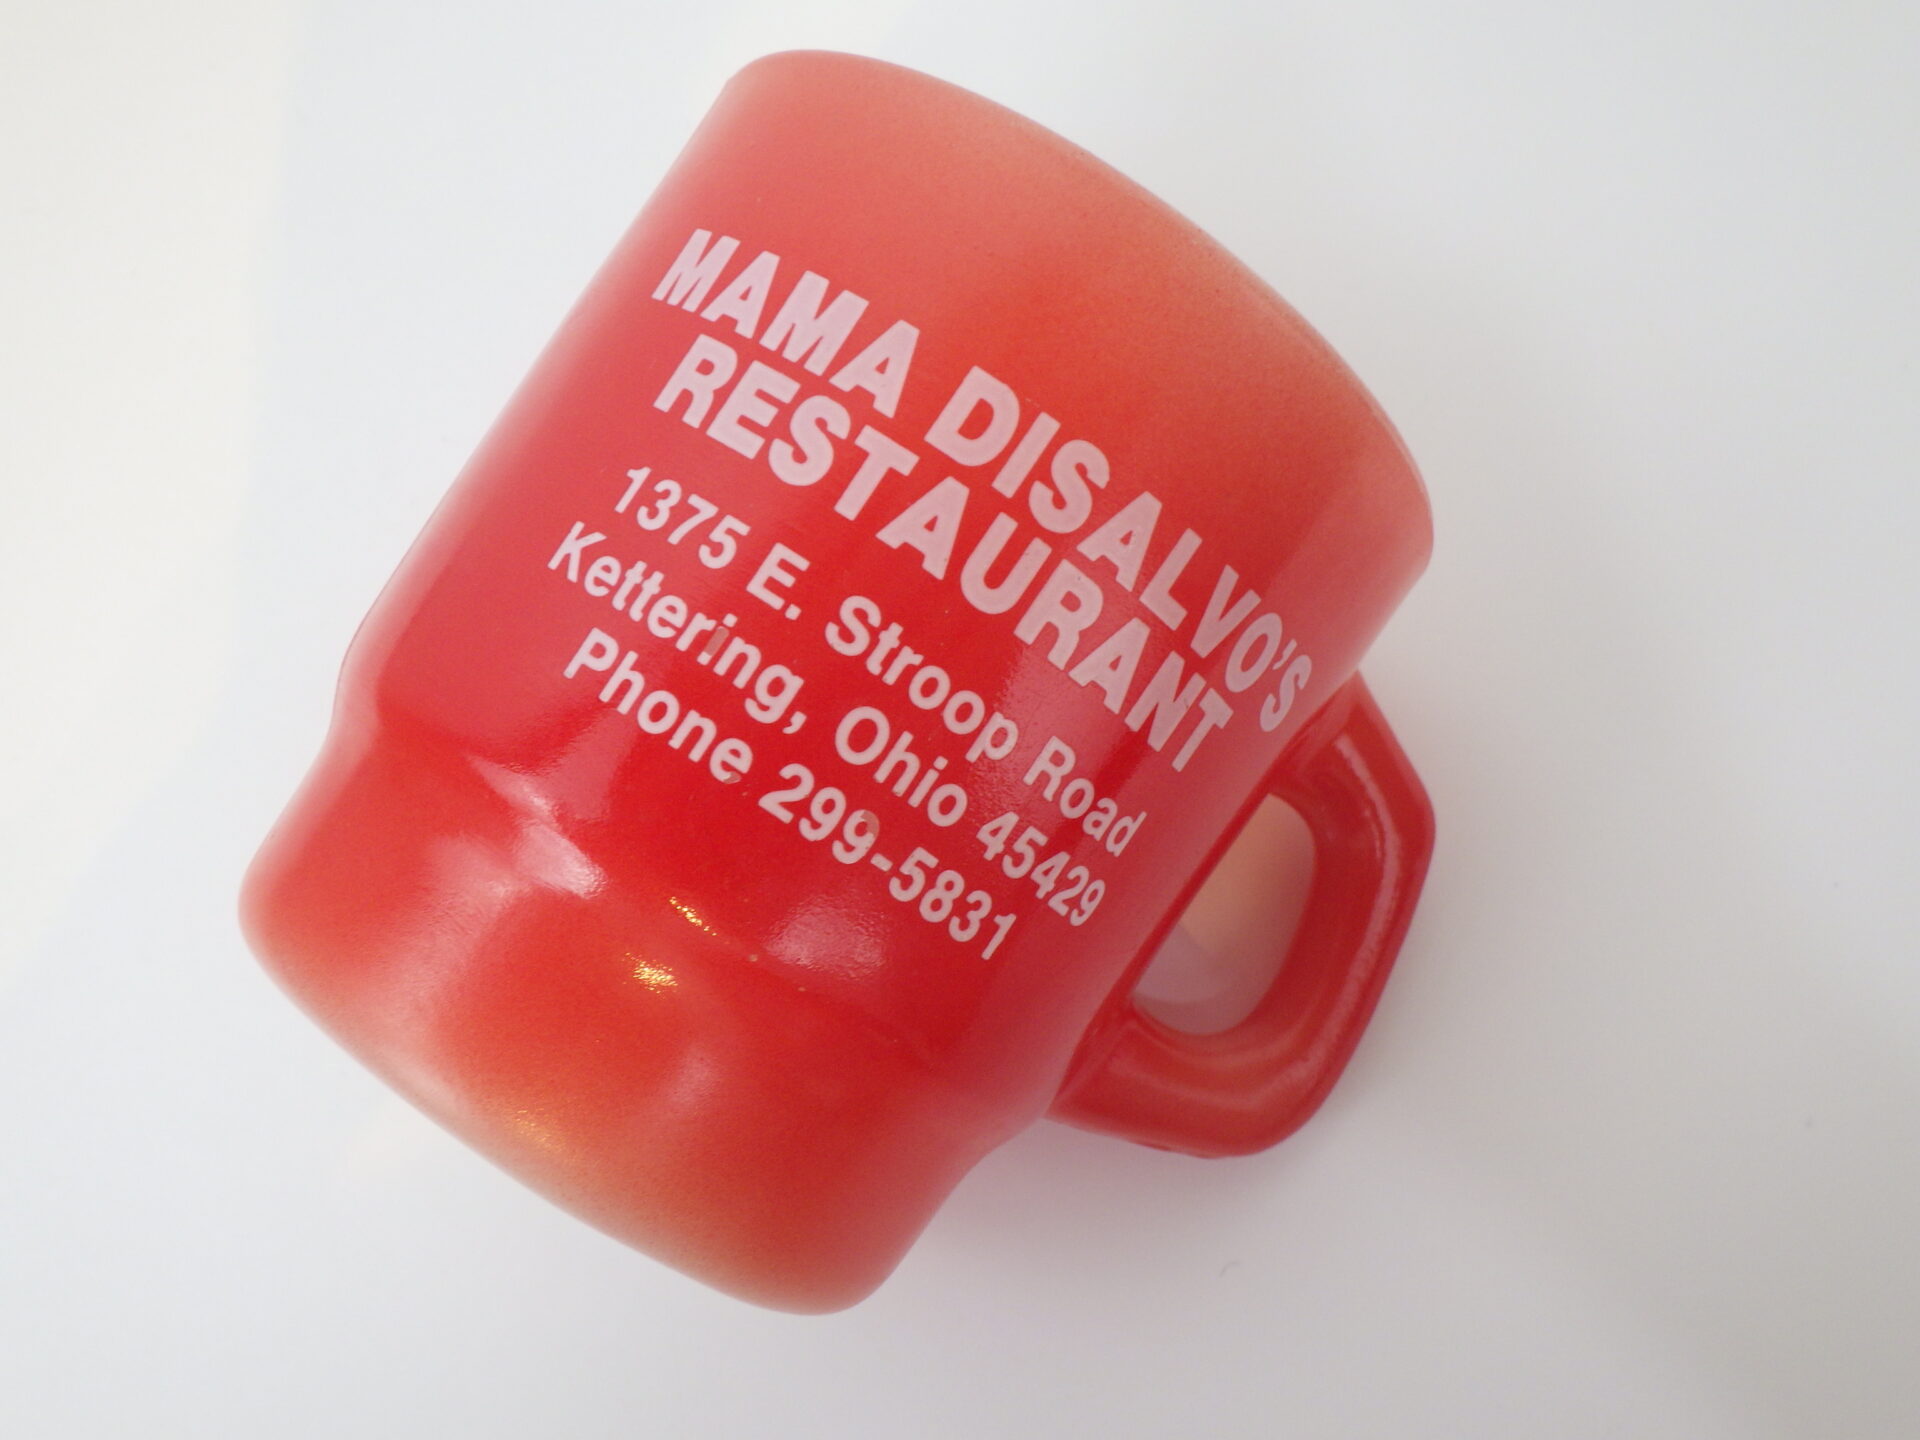 MAMA DISALVO'S
RESTAURANT
1375 E. Stroop Road
Kettering, Ohio 45429
Phone 299-5831